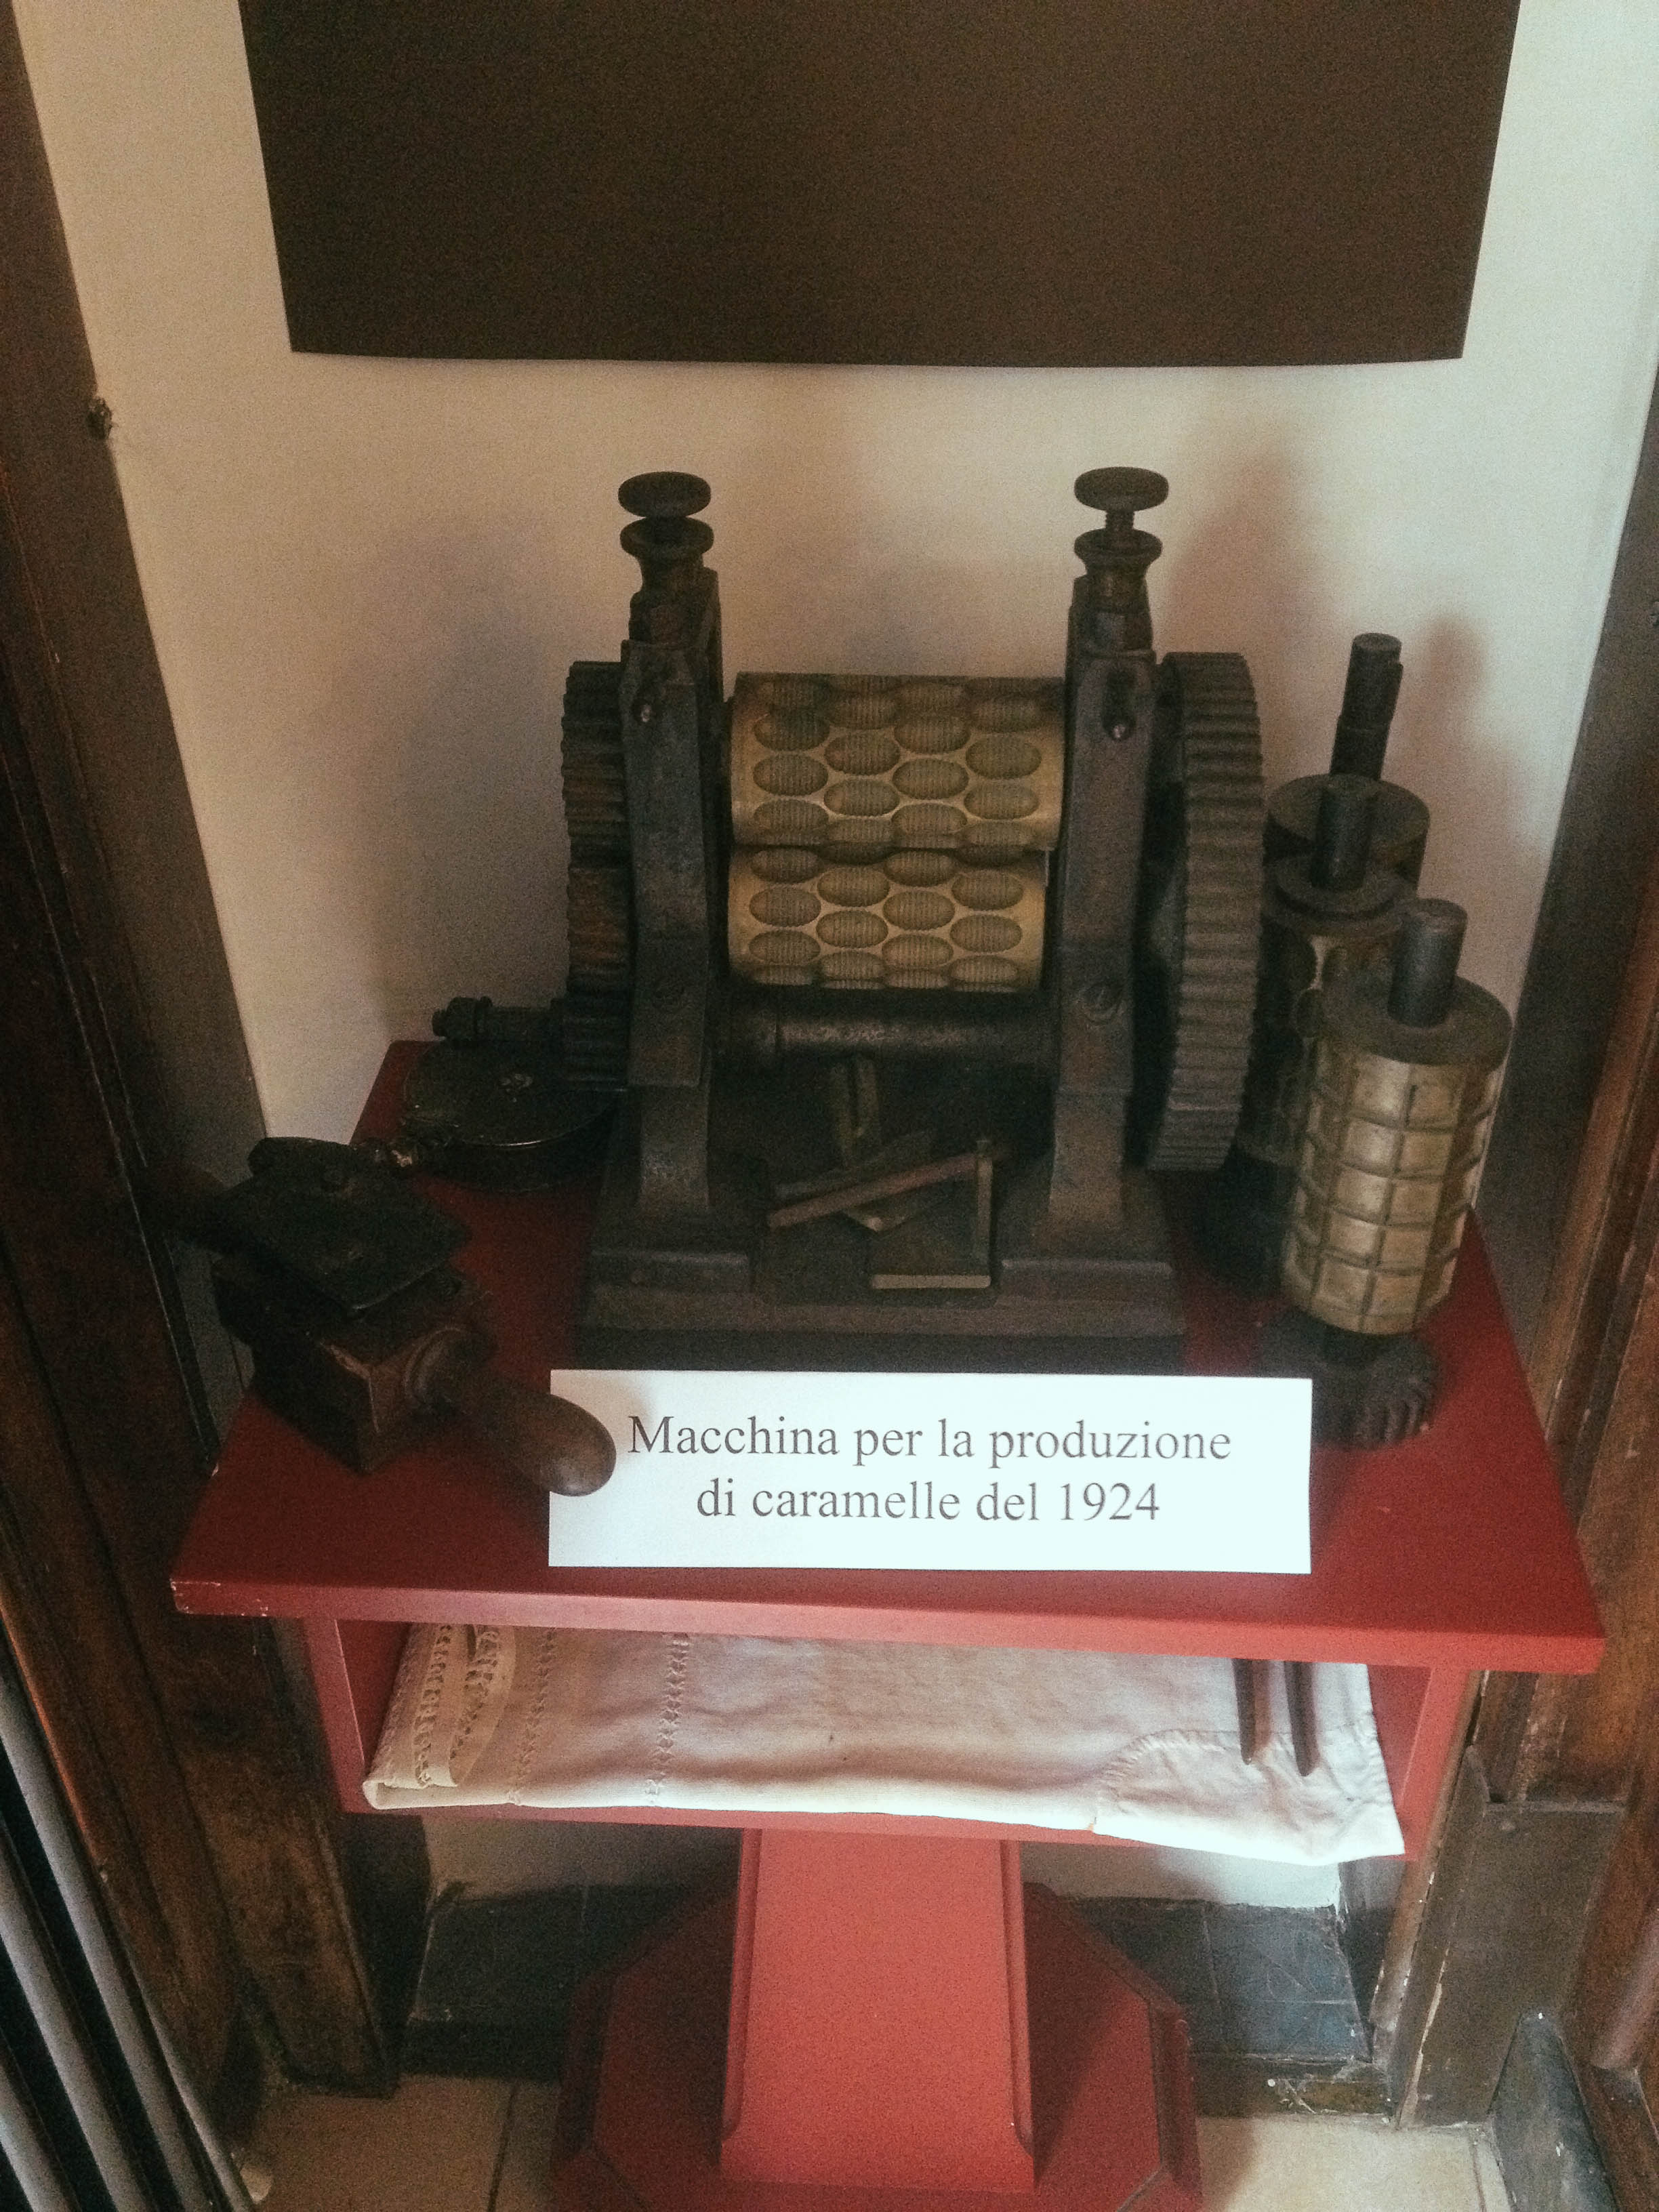 Macchina per la produzione
di caramelle del 1924